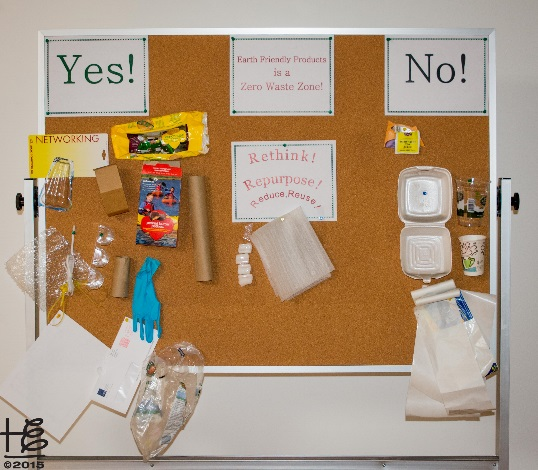 Yes!
Earth Friendly Products
is a
Zero Waste Zone!
No!
NETWORKING
Rethink!
Repurpose!
Reduce, Reuse!
©2015